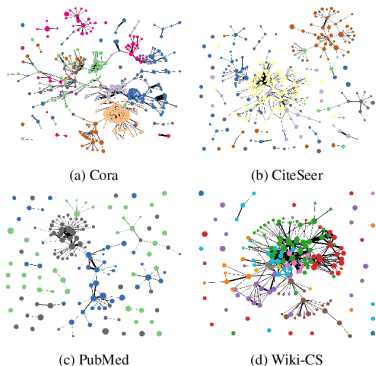 (a) Cora
(b) CiteSeer
(c) PubMed
(d) Wiki-CS